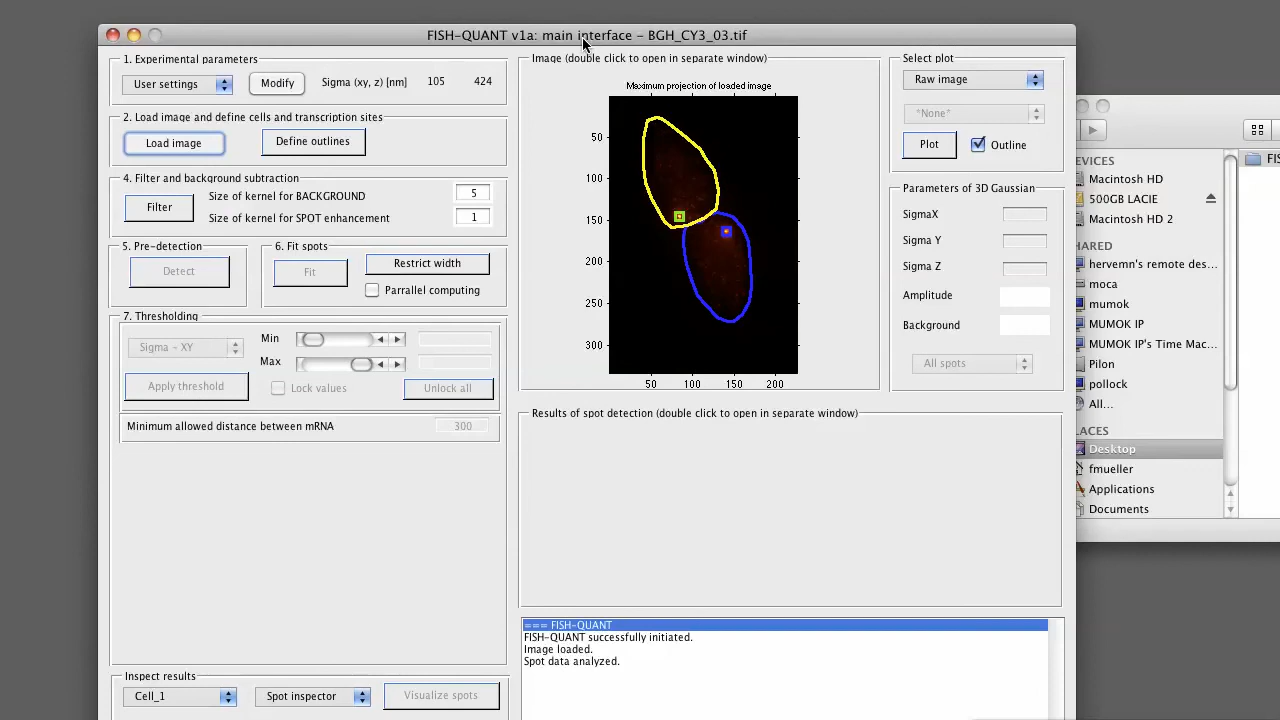 FISH-QUANT v1a: main interface - BGH_CY3_03.tif
1. Experimental parameters
User settings
Modify
Sigma (xy, z) [nm]
105
424
2. Load image and define cells and transcription sites
Load image
Define outlines
4. Filter and background subtraction
Filter
Size of kernel for BACKGROUND
5
Size of kernel for SPOT enhancement
1
5. Pre-detection
Detect
6. Fit spots
Fit
Restrict width
Parrallel computing
7. Thresholding
Sigma - XY
Min
Max
Apply threshold
Lock values
Unlock all
Minimum allowed distance between mRNA
300
Inspect results
Cell_1
Spot inspector
Visualize spots
Image (double click to open in separate window)
Maximum projection of loaded image
50
100
150
200
250
300
50 100 150 200
Results of spot detection (double click to open in separate window)
=== FISH-QUANT
FISH-QUANT successfully initiated.
Image loaded.
Spot data analyzed.
Select plot
Raw image
*None*
Plot
Outline
Parameters of 3D Gaussian
SigmaX
Sigma Y
Sigma Z
Amplitude
Background
All spots
EVICES
Macintosh HD
500GB LACIE
Macintosh HD 2
HARED
hervemn's remote des...
moca
mumok
MUMOK IP
MUMOK IP's Time Mac...
Pilon
pollock
All...
LACES
Desktop
fmueller
Applications
Documents
FIS